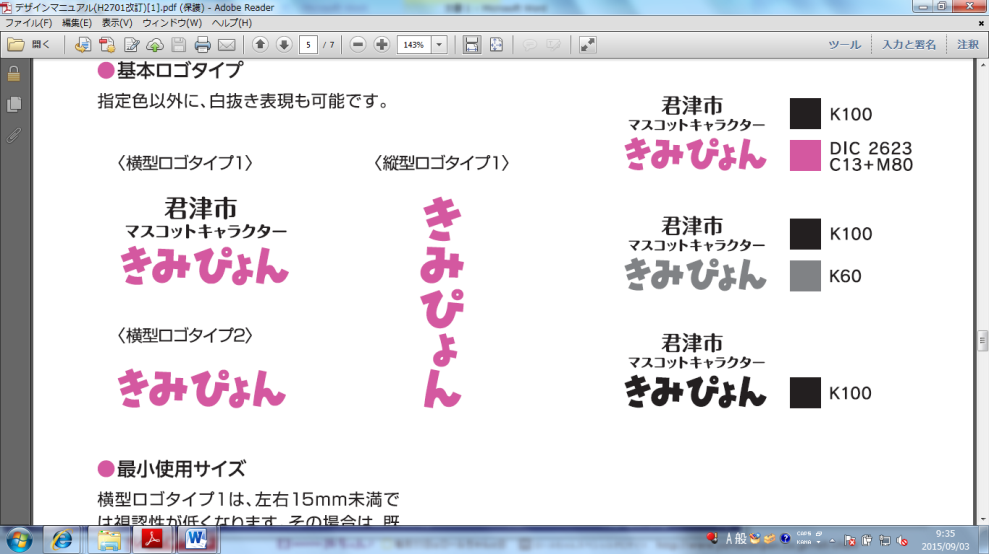 デザインマニュアル(H2701改訂)[1].pdf (保護) - Adobe Reader
ファイル(F) 編集(E) 表示(V) ウィンドウ(W) ヘルプ(H)
開く 5 / 7 143% ツール 入力と署名 注釈
●基本ロゴタイプ
指定色以外に、白抜き表現も可能です。
〈横型ロゴタイプ1〉
君津市
マスコットキャラクター
きみぴょん
〈横型ロゴタイプ2〉
きみぴょん
〈縦型ロゴタイプ1〉
きみぴょん
君津市
マスコットキャラクター
きみぴょん
K100
DIC 2623
C13+M80
君津市
マスコットキャラクター
きみぴょん
K100
K60
君津市
マスコットキャラクター
きみぴょん
K100
●最小使用サイズ
横型ロゴタイプ1は、左右15mm未満で
は視認性が低くなります。その場合は、既
A 般
CAPS
KANA
9:35
2015/09/03